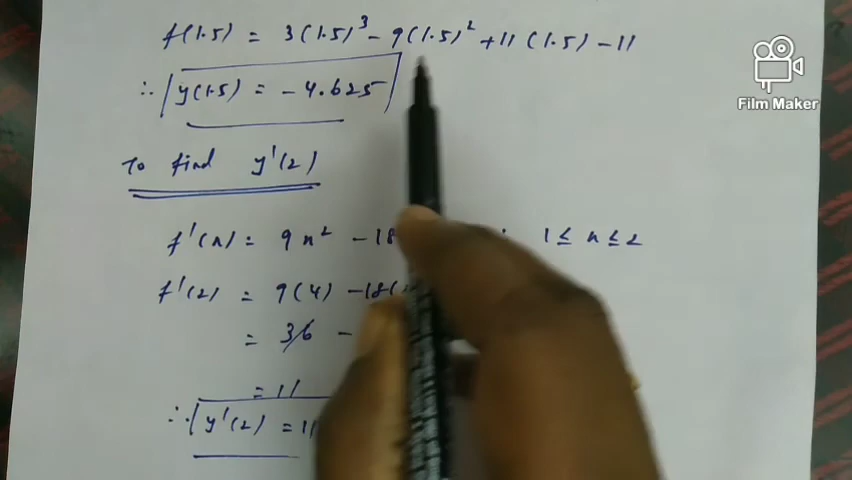 f(1.5) = 3(1.5)³ - 9(1.5)² + 11(1.5) - 11
∴ y(1.5) = - 4.625
To find y'(2)
f'(x) = 9x² - 18 1 ≤ x ≤ 2
f'(2) = 9(4) - 18(2
= 36 -
= 11
∴ y'(2) = 11
Film Maker